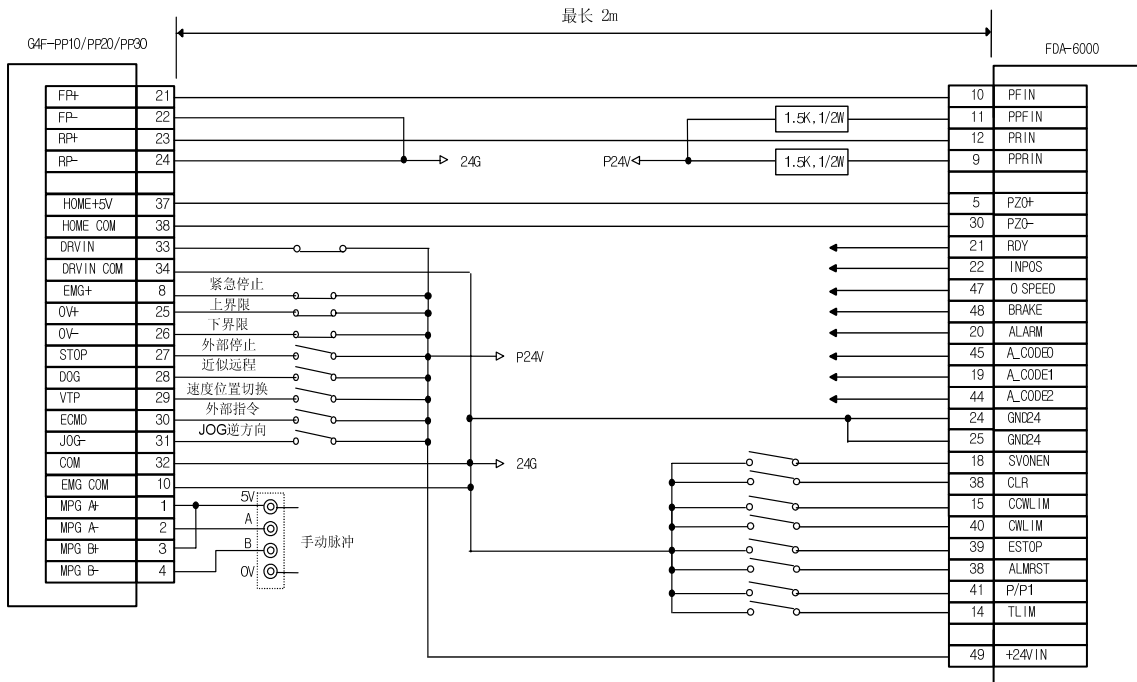 最长 2m
G4F-PP10/PP20/PP30
FDA-6000
FP+ 21
FP- 22
RP+ 23
RP- 24
HOME+5V 37
HOME COM 38
DRVIN 33
DRVIN COM 34
EMG+ 8
OV+ 25
OV- 26
STOP 27
DOG 28
VTP 29
ECMD 30
JOG- 31
COM 32
EMG COM 10
MPG A+ 1
MPG A- 2
MPG B+ 3
MPG B- 4
24G
P24V
1.5K,1/2W
1.5K,1/2W
紧急停止
上界限
下界限
外部停止
近似远程
速度位置切换
外部指令
JOG逆方向
P24V
24G
5V
A
B
0V
手动脉冲
10 PFIN
11 PPFIN
12 PRIN
9 PPRIN
5 PZO+
30 PZO-
21 RDY
22 INPOS
47 0 SPEED
48 BRAKE
20 ALARM
45 A_CODE0
19 A_CODE1
44 A_CODE2
24 GND24
25 GND24
18 SVONEN
38 CLR
15 CCWLIM
40 CWLIM
39 ESTOP
38 ALMRST
41 P/P1
14 TLIM
49 +24VIN